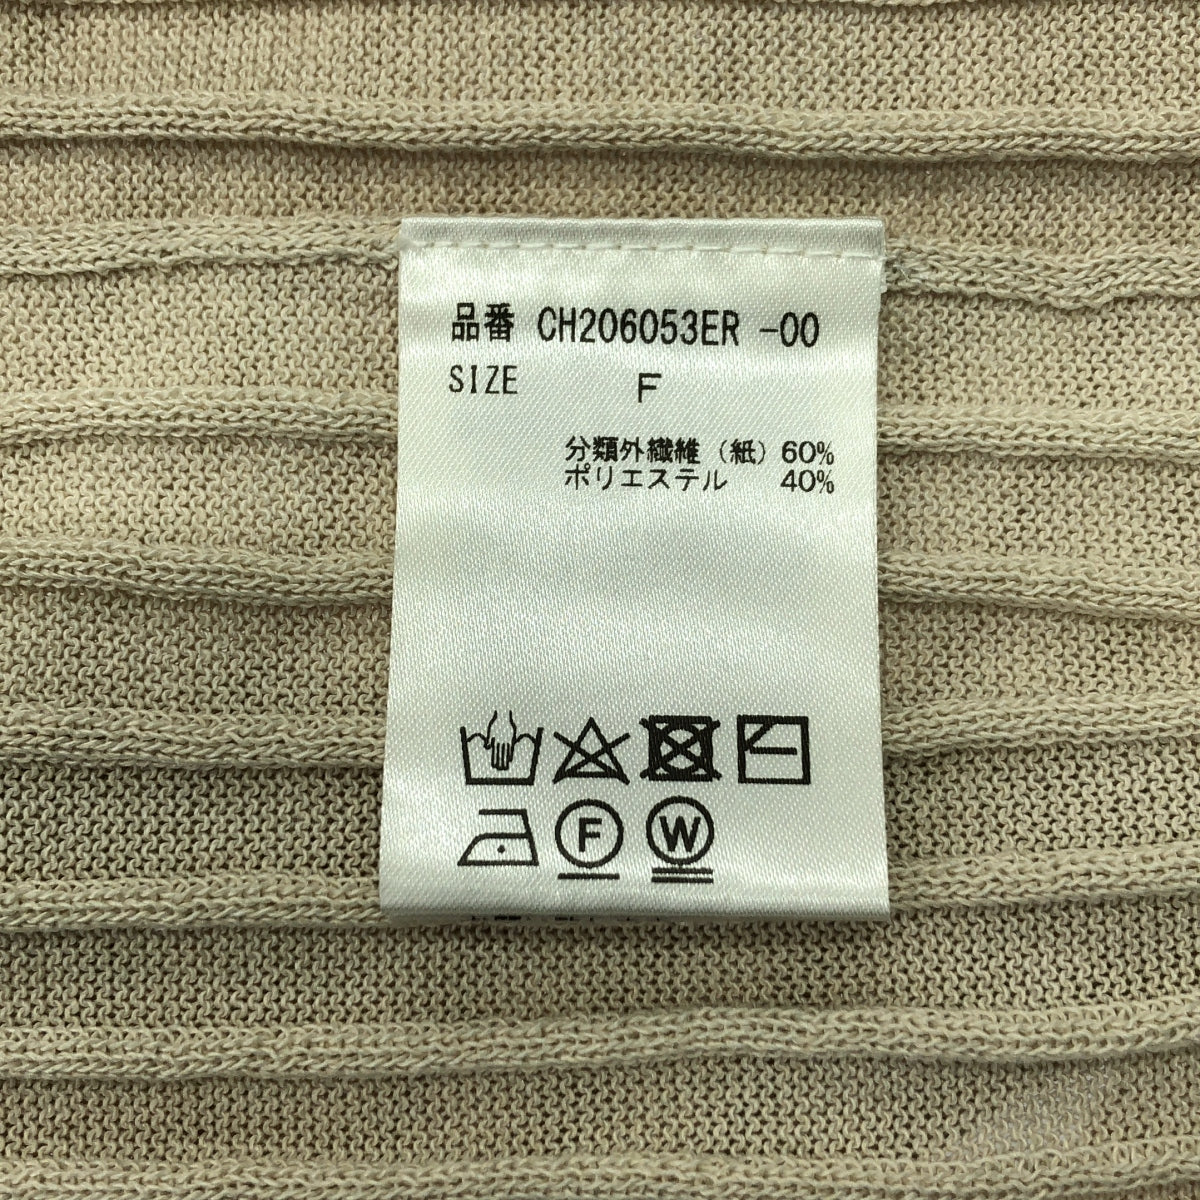 品番 CH206053ER -00
SIZE F
分類外繊維（紙）60%
ポリエステル 40%
F
W